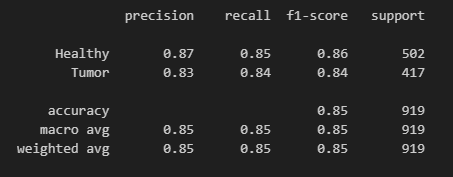 precision recall f1-score support
Healthy 0.87 0.85 0.86 502
Tumor 0.83 0.84 0.84 417
accuracy 0.85 919
macro avg 0.85 0.85 0.85 919
weighted avg 0.85 0.85 0.85 919